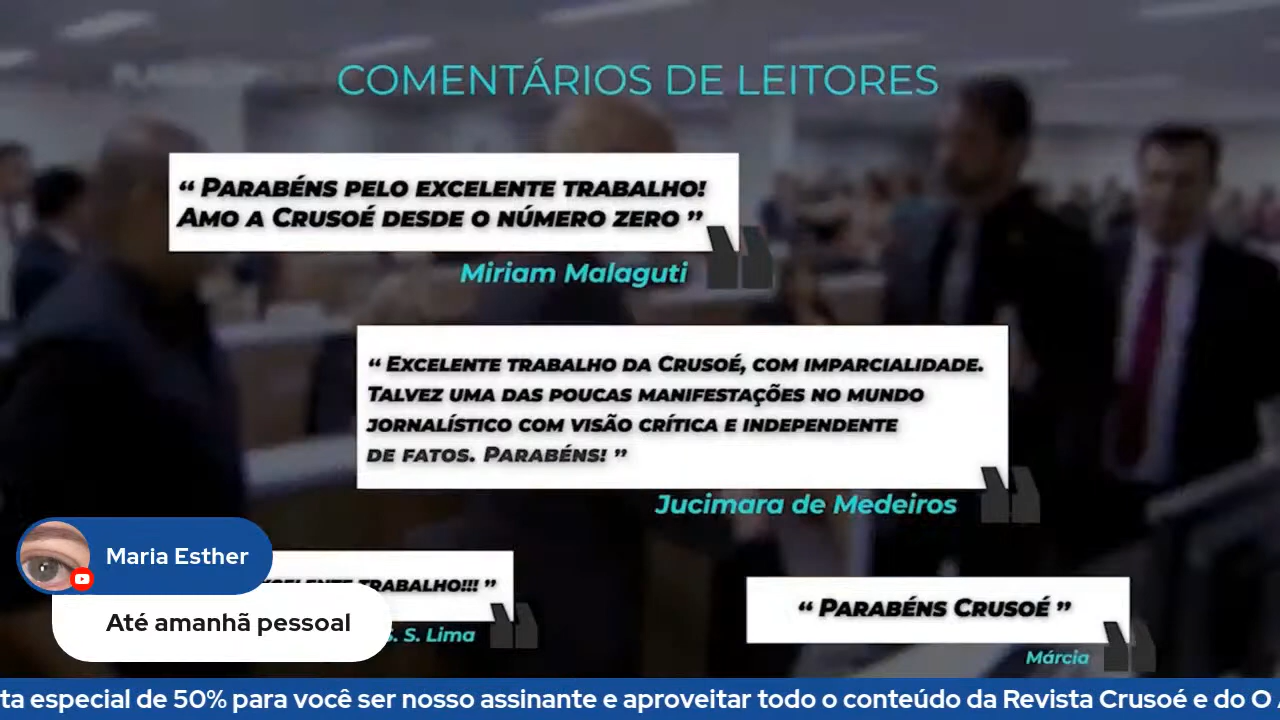 COMENTÁRIOS DE LEITORES
“ Parabéns pelo excelente trabalho!
Amo a Crusoé desde o número zero ”
Miriam Malaguti
“ Excelente trabalho da Crusoé, com imparcialidade.
Talvez uma das poucas manifestações no mundo
jornalístico com visão crítica e independente
de fatos. Parabéns! ”
Jucimara de Medeiros
Maria Esther
trabalho!!! ”
Até amanhã pessoal
S. S. Lima
“ Parabéns Crusoé ”
Márcia
especial de 50% para você ser nosso assinante e aproveitar todo o conteúdo da Revista Crusoé e do O